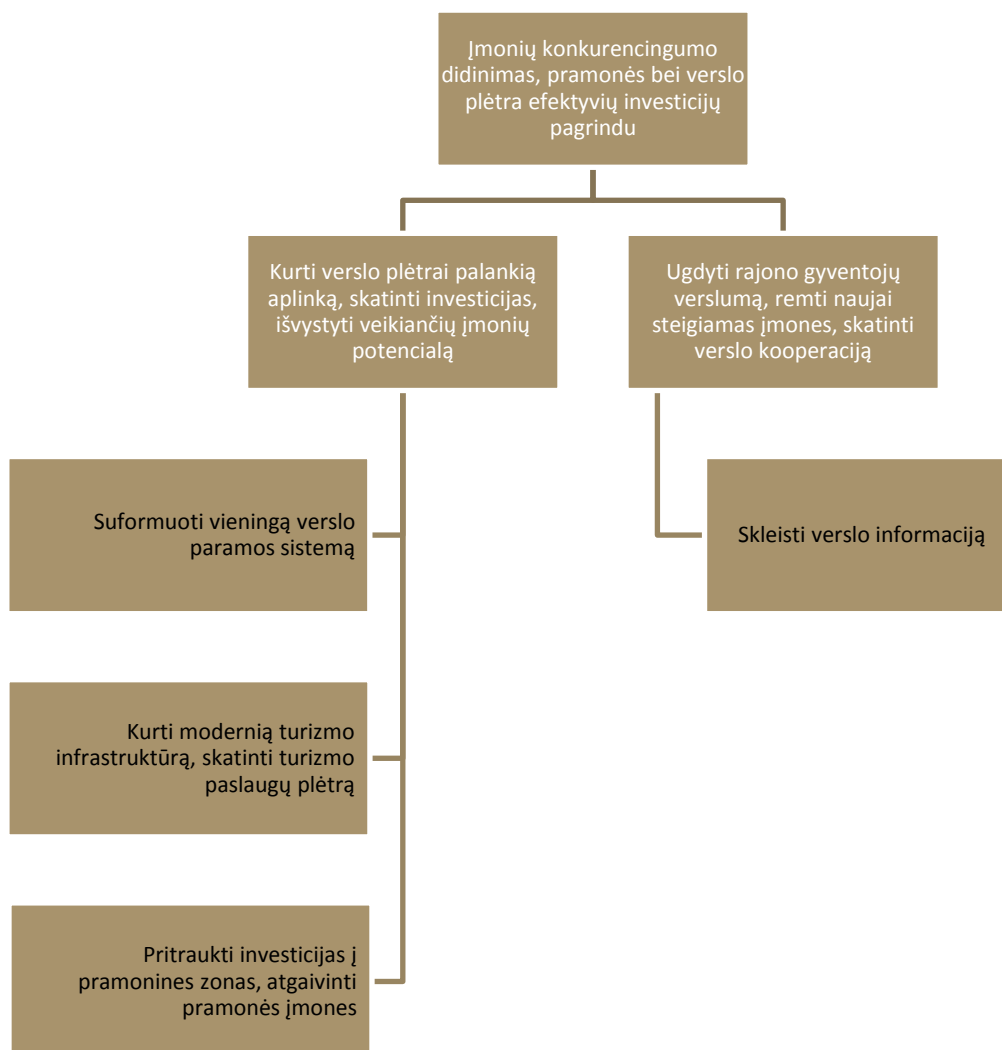 Įmonių konkurencingumo
didinimas, pramonės bei verslo
plėtra efektyvių investicijų
pagrindu
Kurti verslo plėtrai palankią
aplinką, skatinti investicijas,
išvystyti veikiančių įmonių
potencialą
Ugdyti rajono gyventojų
verslumą, remti naujai
steigiamas įmones, skatinti
verslo kooperaciją
Suformuoti vieningą verslo
paramos sistemą
Skleisti verslo informaciją
Kurti modernią turizmo
infrastruktūrą, skatinti turizmo
paslaugų plėtrą
Pritraukti investicijas į
pramonines zonas, atgaivinti
pramonės įmones